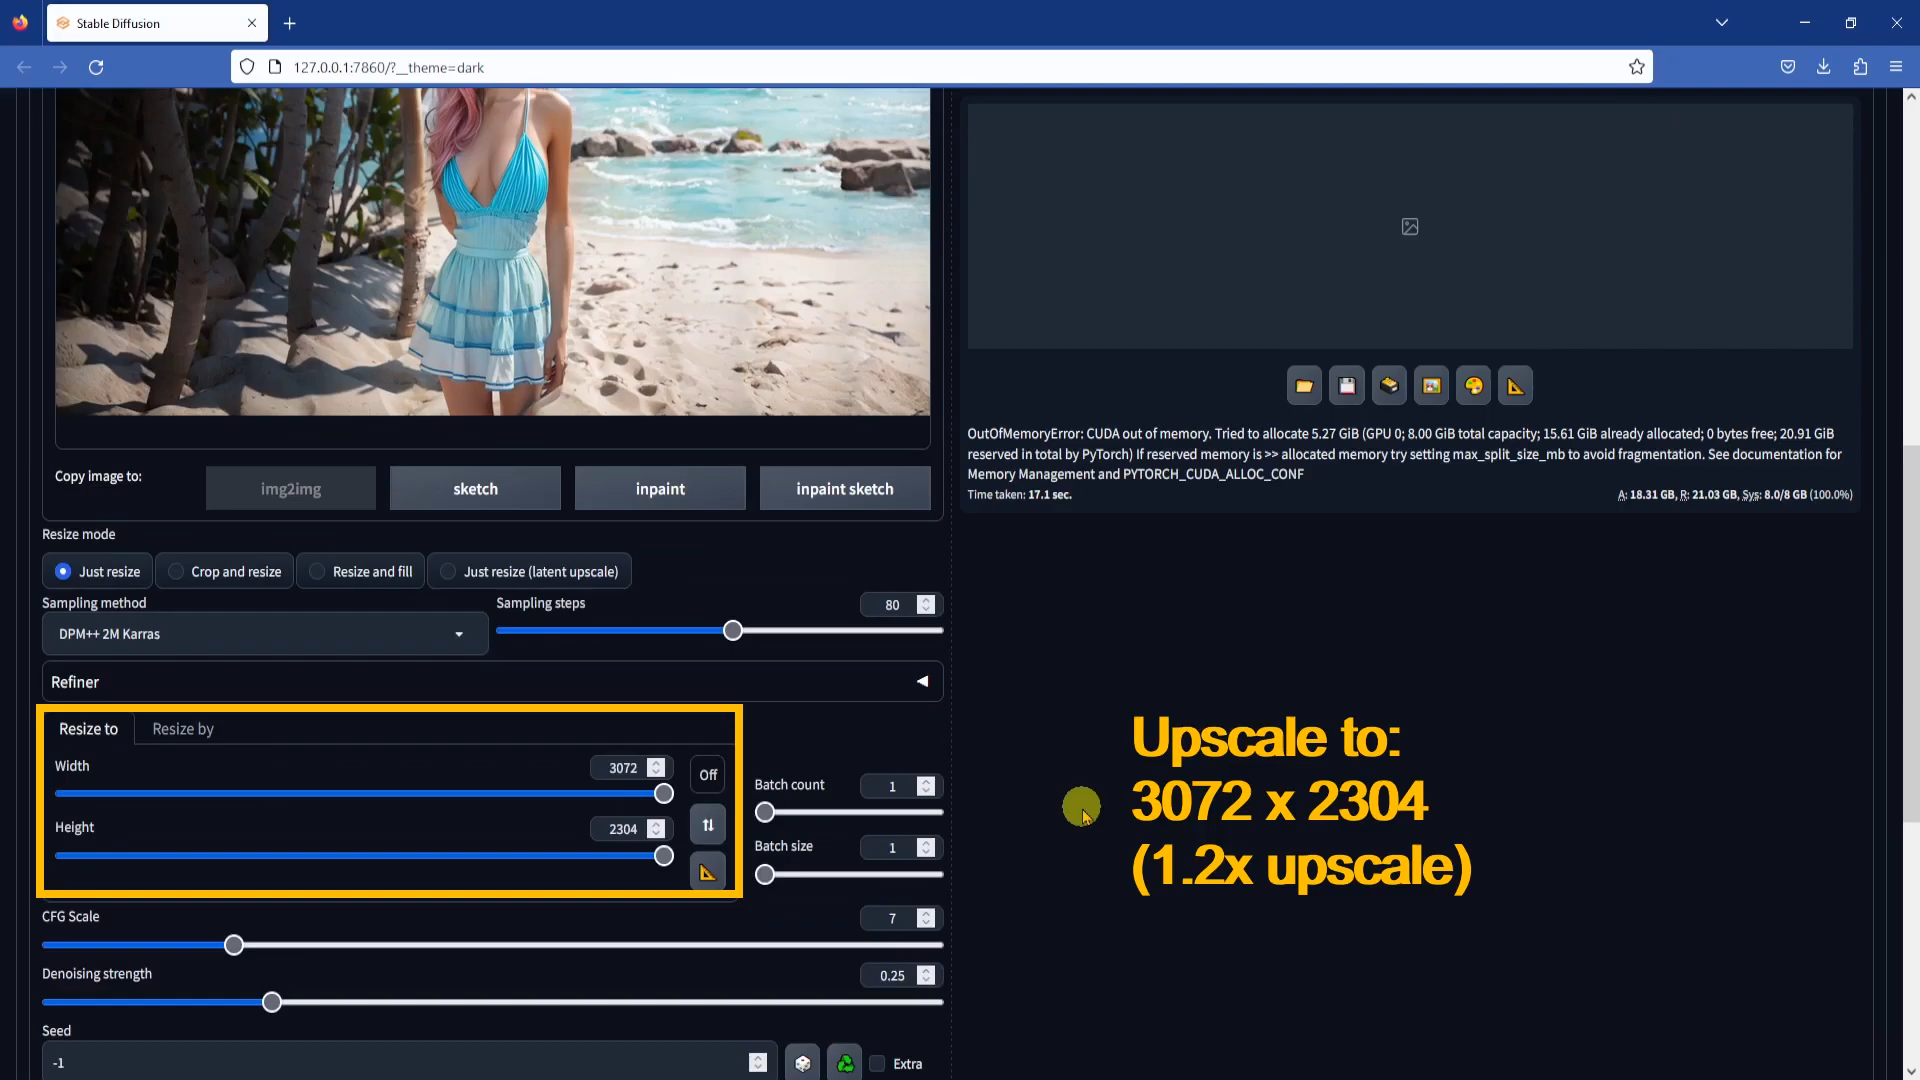 Stable Diffusion
127.0.0.1:7860/?__theme=dark
Copy image to:
img2img
sketch
inpaint
inpaint sketch
Resize mode
Just resize
Crop and resize
Resize and fill
Just resize (latent upscale)
Sampling method
DPM++ 2M Karras
Sampling steps
80
Refiner
Resize to
Resize by
Width
3072
Off
Height
2304
Batch count
1
Batch size
1
CFG Scale
7
Denoising strength
0.25
Seed
-1
Extra
OutOfMemoryError: CUDA out of memory. Tried to allocate 5.27 GiB (GPU 0; 8.00 GiB total capacity; 15.61 GiB already allocated; 0 bytes free; 20.91 GiB
reserved in total by PyTorch) If reserved memory is >> allocated memory try setting max_split_size_mb to avoid fragmentation. See documentation for
Memory Management and PYTORCH_CUDA_ALLOC_CONF
Time taken: 17.1 sec.
A: 18.31 GB, R: 21.03 GB, Sys: 8.0/8 GB (100.0%)
Upscale to:
3072 x 2304
(1.2x upscale)